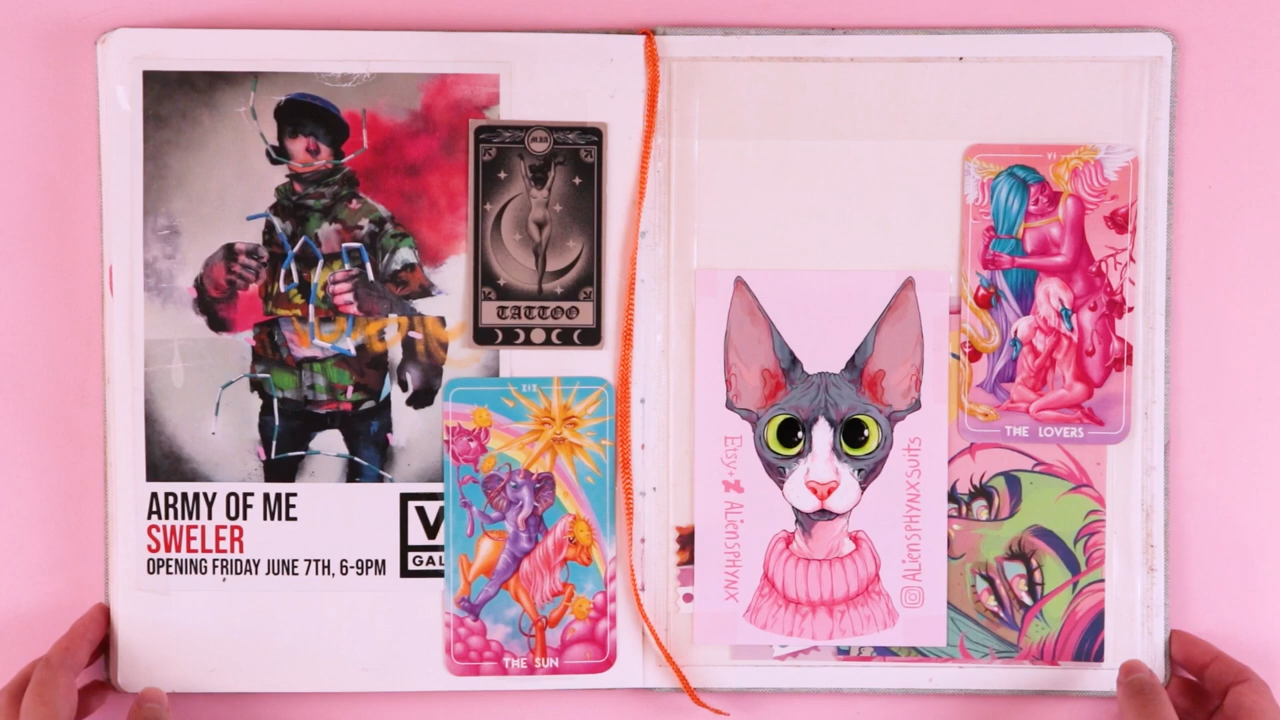 ARMY OF ME
SWELER
OPENING FRIDAY JUNE 7TH, 6-9PM
V
GAL
TATTOO
XIX
THE SUN
Etsy+ ALiensPHYNX
ALiensPHYNXsuits
VI
THE LOVERS